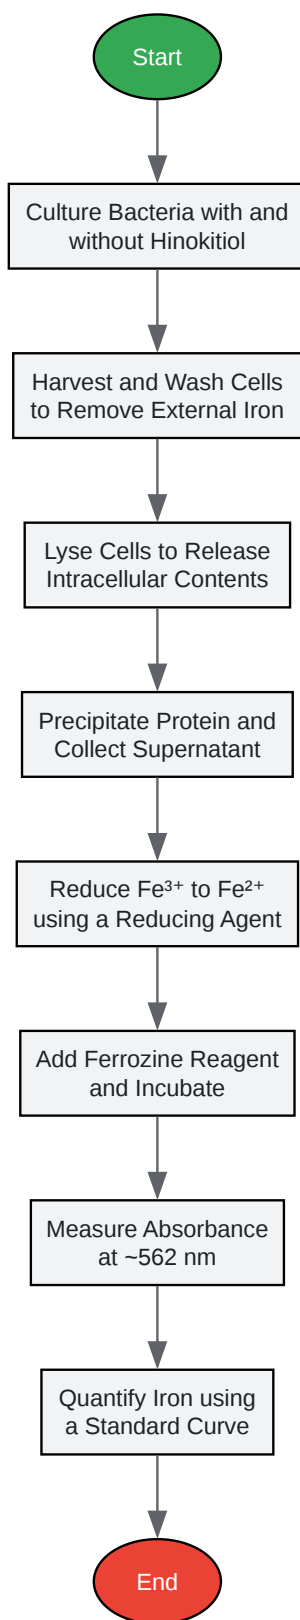 Start
Culture Bacteria with and
without Hinokitiol
Harvest and Wash Cells
to Remove External Iron
Lyse Cells to Release
Intracellular Contents
Precipitate Protein and
Collect Supernatant
Reduce Fe³⁺ to Fe²⁺
using a Reducing Agent
Add Ferrozine Reagent
and Incubate
Measure Absorbance
at ~562 nm
Quantify Iron using
a Standard Curve
End